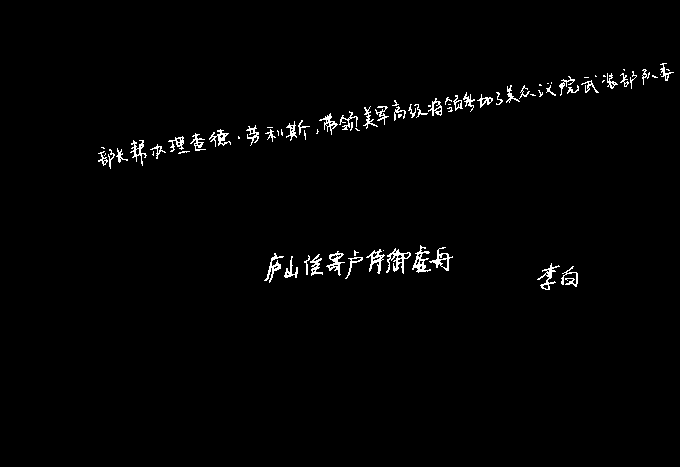 部长帮办理查德·劳利斯,带领美军高级将领参加了美众议院武装部队委
庐山谣寄卢侍御虚舟
李白